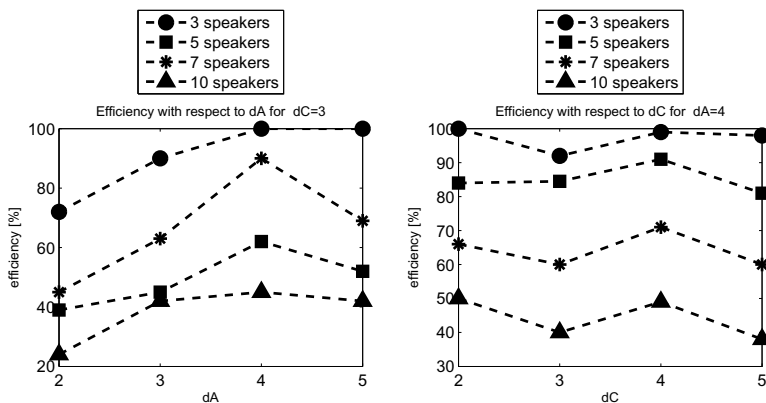 3 speakers
5 speakers
7 speakers
10 speakers
Efficiency with respect to dA for dC=3
100
80
60
40
20
efficiency [%]
2 3 4 5
dA
3 speakers
5 speakers
7 speakers
10 speakers
Efficiency with respect to dC for dA=4
100
90
80
70
60
50
40
30
efficiency [%]
2 3 4 5
dC